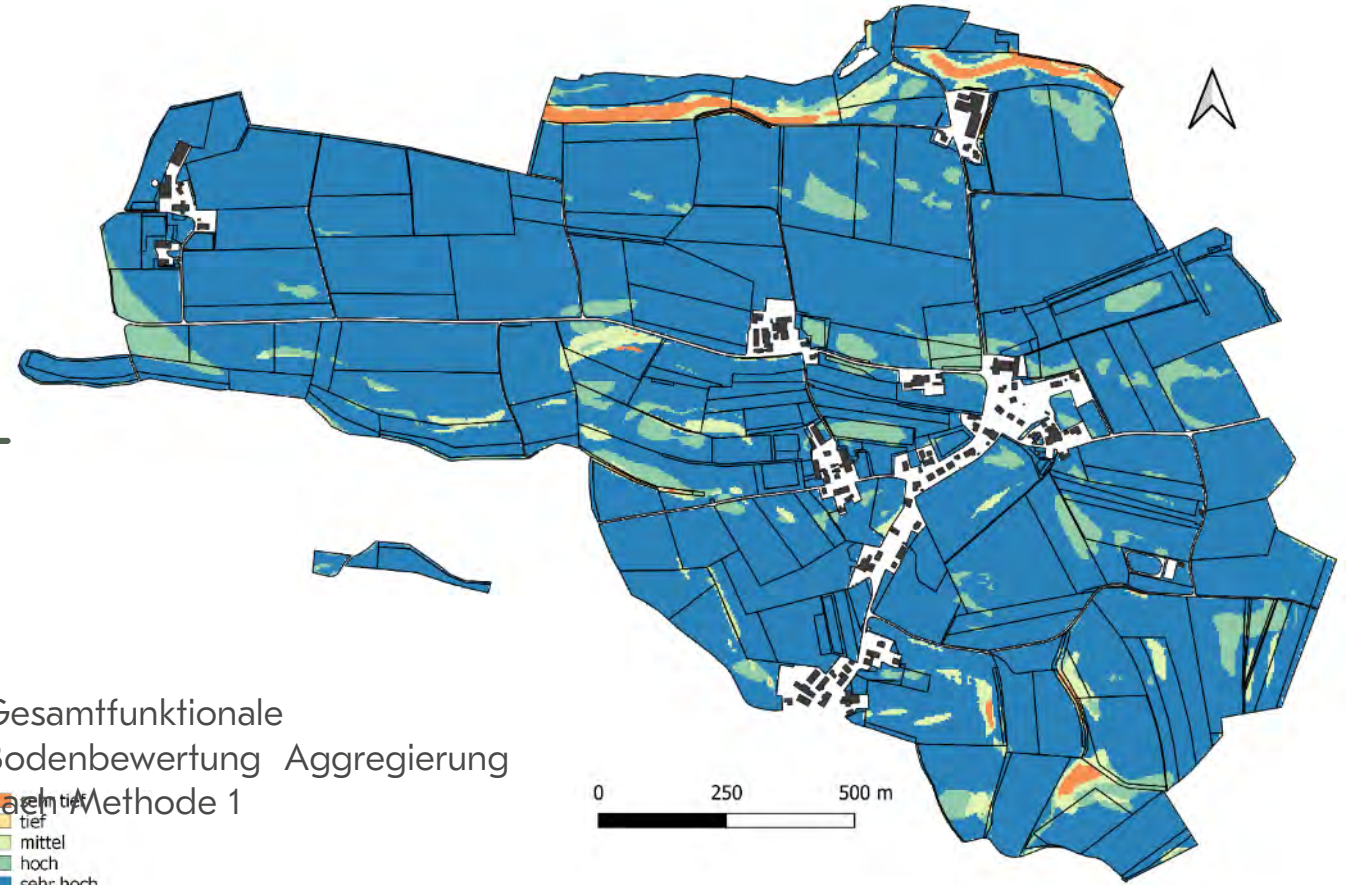 0 250 500 m
Gesamtfunktionale
Bodenbewertung Aggregierung
nach Methode 1
sehr tief
tief
mittel
hoch
sehr hoch